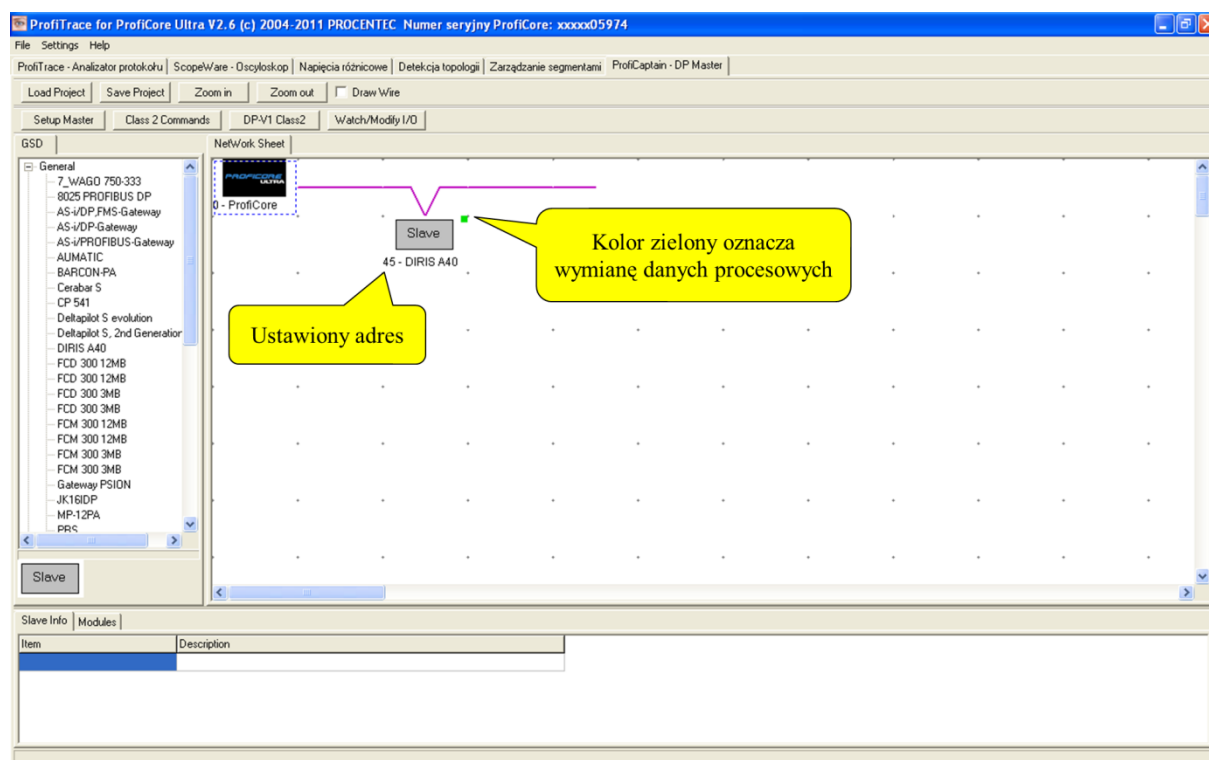 ProfiTrace for ProfiCore Ultra V2.6 (c) 2004-2011 PROCENTEC Numer seryjny ProfiCore: xxxxx05974
File Settings Help
ProfiTrace - Analizator protokołu ScopeWare - Oscyloskop Napięcia różnicowe Detekcja topologii Zarządzanie segmentami ProfiCaptain - DP Master
Load Project Save Project Zoom in Zoom out Draw Wire
Setup Master Class 2 Commands DP-V1 Class2 Watch/Modify I/O
GSD
NetWork Sheet
General
7_WAGO 750-333
8025 PROFIBUS DP
AS-i/DP,FMS-Gateway
AS-i/DP-Gateway
AS-i/PROFIBUS-Gateway
AUMATIC
BARCON-PA
Cerabar S
CP 541
Deltapilot S evolution
Deltapilot S, 2nd Generation
DIRIS A40
FCD 300 12MB
FCD 300 12MB
FCD 300 3MB
FCD 300 3MB
FCM 300 12MB
FCM 300 12MB
FCM 300 3MB
FCM 300 3MB
Gateway PSION
JK16IDP
MP-12PA
PBS
Slave
PROFICORE
ULTRA
0 - ProfiCore
Slave
45 - DIRIS A40
Kolor zielony oznacza
wymianę danych procesowych
Ustawiony adres
Slave Info Modules
Item Description